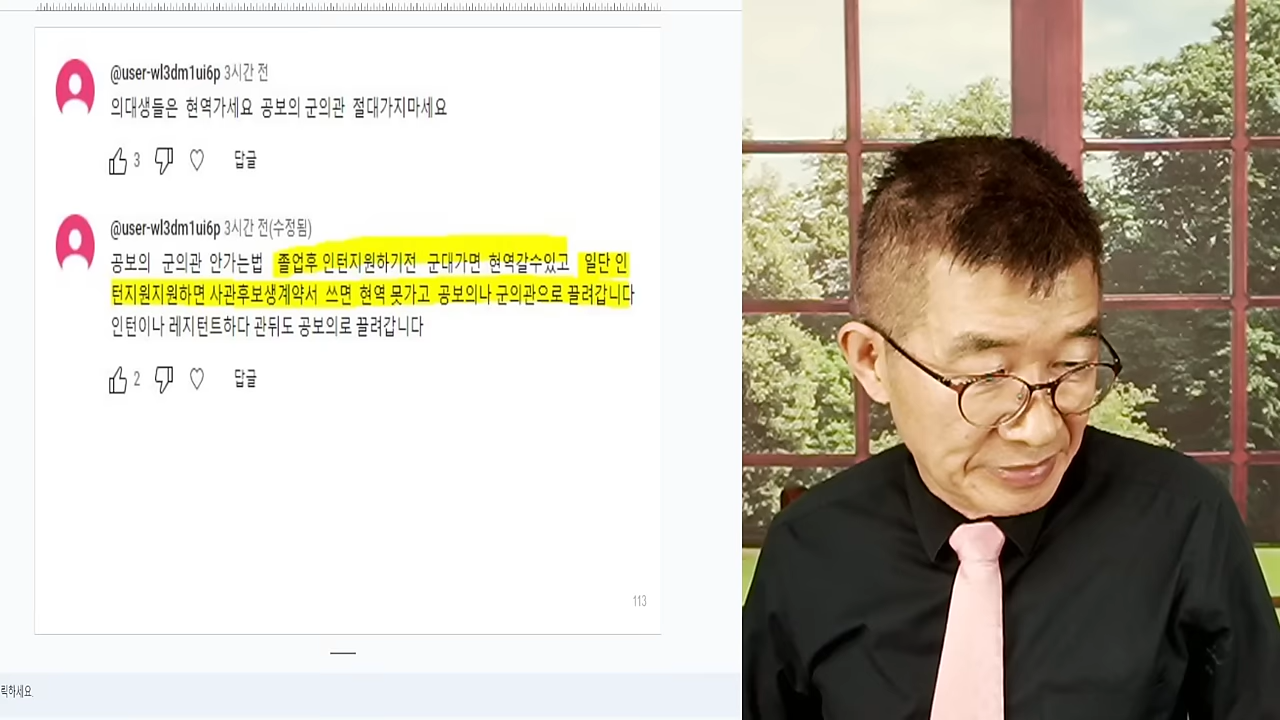 @user-wl3dm1ui6p 3시간 전
의대생들은 현역가세요 공보의 군의관 절대가지마세요
3 답글
@user-wl3dm1ui6p 3시간 전(수정됨)
공보의 군의관 안가는법 졸업후 인턴지원하기전 군대가면 현역갈수있고 일단 인
턴지원지원하면 사관후보생계약서 쓰면 현역 못가고 공보의나 군의관으로 끌려갑니다
인턴이나 레지턴트하다 관뒤도 공보의로 끌려갑니다
2 답글
113
릭하세요.